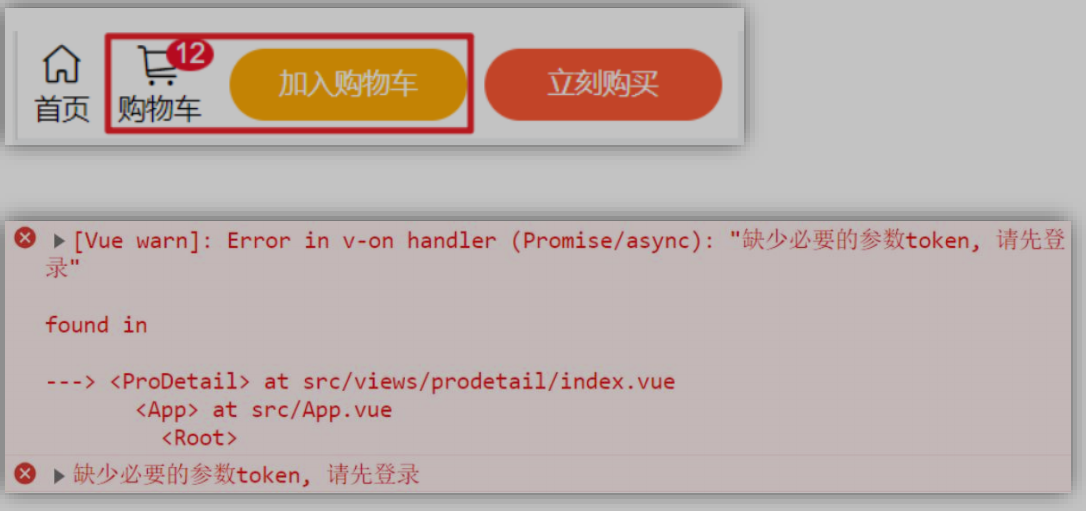 12
加入购物车
立刻购买
首页
购物车
[Vue warn]: Error in v-on handler (Promise/async): "缺少必要的参数token, 请先登
录"
found in
---> <ProDetail> at src/views/prodetail/index.vue
<App> at src/App.vue
<Root>
缺少必要的参数token, 请先登录